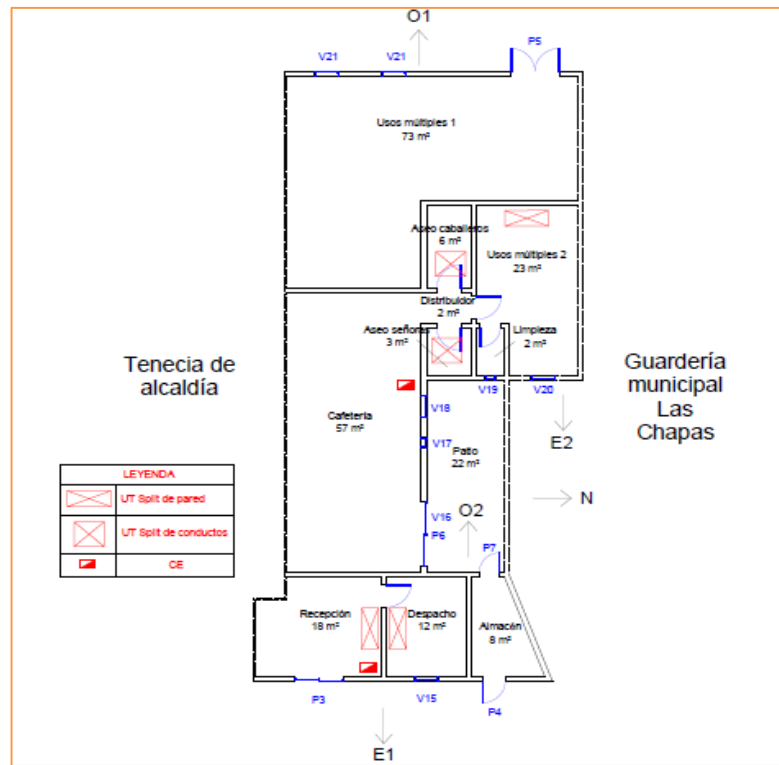 O1
V21 V21 P5
Usos múltiples 1
73 m²
Aseo caballeros
6 m²
Usos múltiples 2
23 m²
Distribuidor
2 m²
Aseo señoras
3 m²
Limpieza
2 m²
Tenecia de
alcaldía
Guardería
municipal
Las
Chapas
V19 V20
V18
Cafetería
57 m²
V17
Patio
22 m²
E2
LEYENDA
UT Split de pared
UT Split de conductos
CE
N
O2
V16
P6
P7
Recepción
18 m²
Despacho
12 m²
Almacén
8 m²
P3
V15
P4
E1